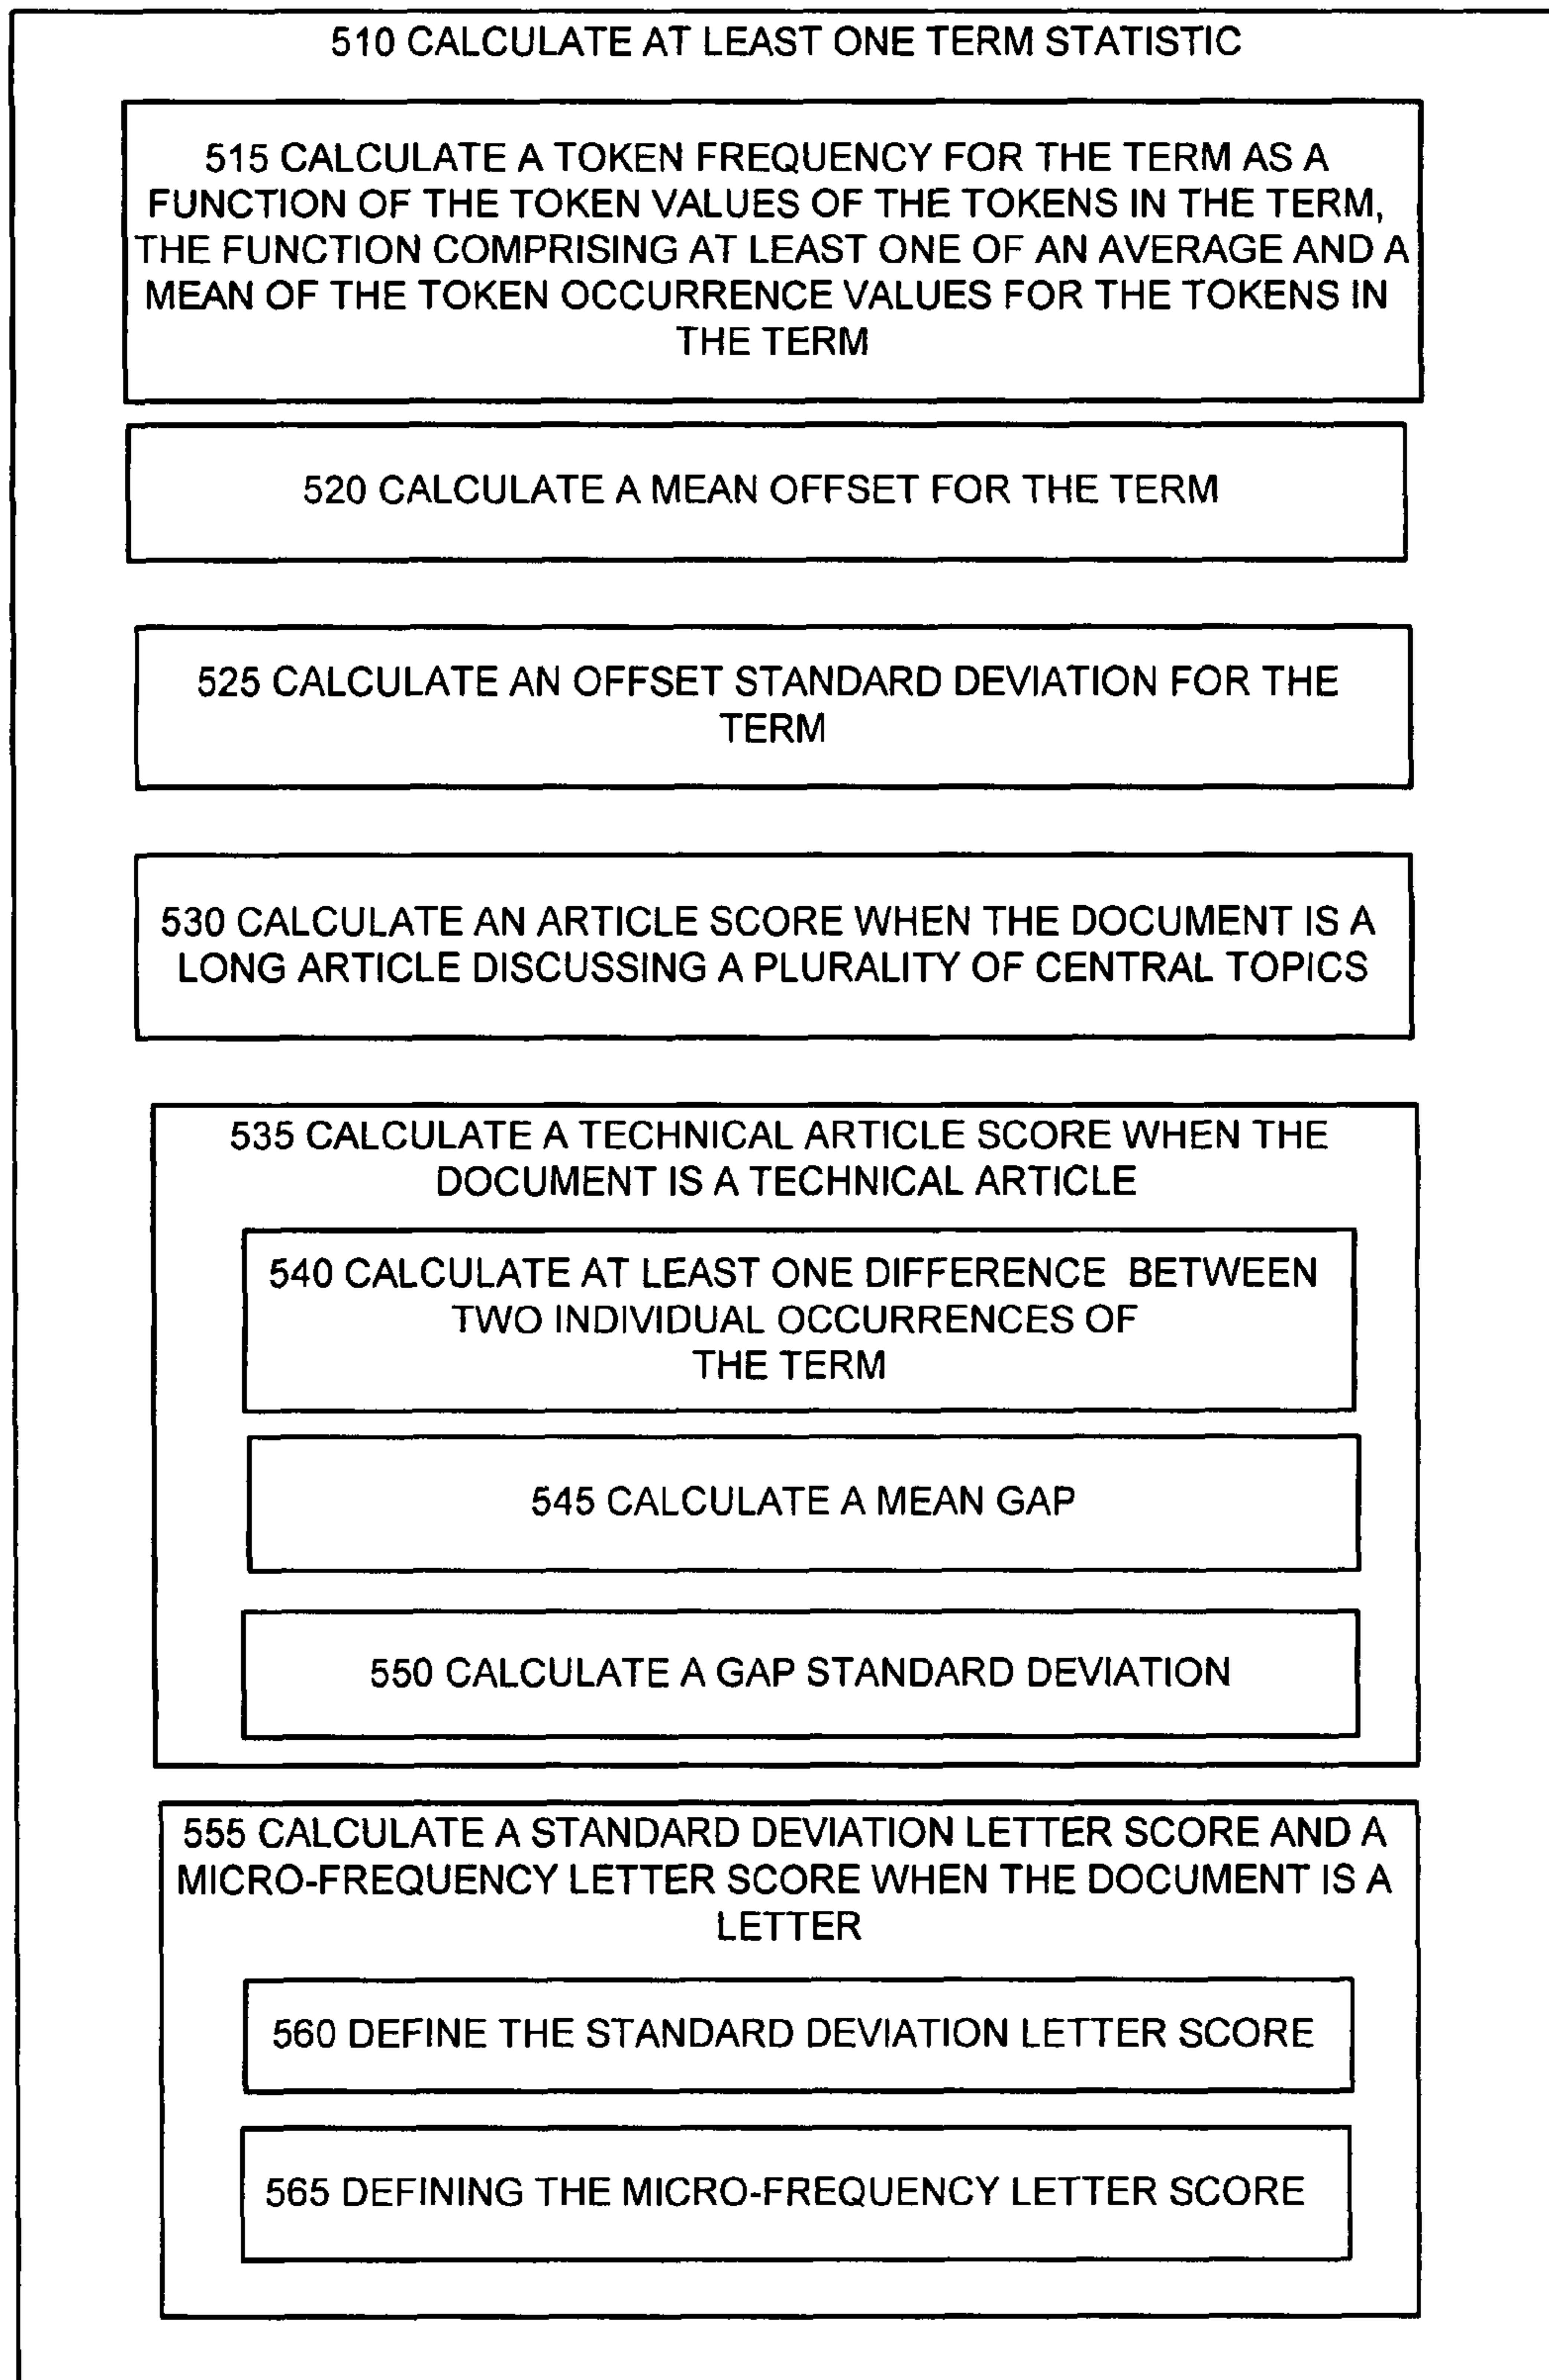 510 CALCULATE AT LEAST ONE TERM STATISTIC
515 CALCULATE A TOKEN FREQUENCY FOR THE TERM AS A
FUNCTION OF THE TOKEN VALUES OF THE TOKENS IN THE TERM,
THE FUNCTION COMPRISING AT LEAST ONE OF AN AVERAGE AND A
MEAN OF THE TOKEN OCCURRENCE VALUES FOR THE TOKENS IN
THE TERM
520 CALCULATE A MEAN OFFSET FOR THE TERM
525 CALCULATE AN OFFSET STANDARD DEVIATION FOR THE
TERM
530 CALCULATE AN ARTICLE SCORE WHEN THE DOCUMENT IS A
LONG ARTICLE DISCUSSING A PLURALITY OF CENTRAL TOPICS
535 CALCULATE A TECHNICAL ARTICLE SCORE WHEN THE
DOCUMENT IS A TECHNICAL ARTICLE
540 CALCULATE AT LEAST ONE DIFFERENCE BETWEEN
TWO INDIVIDUAL OCCURRENCES OF
THE TERM
545 CALCULATE A MEAN GAP
550 CALCULATE A GAP STANDARD DEVIATION
555 CALCULATE A STANDARD DEVIATION LETTER SCORE AND A
MICRO-FREQUENCY LETTER SCORE WHEN THE DOCUMENT IS A
LETTER
560 DEFINE THE STANDARD DEVIATION LETTER SCORE
565 DEFINING THE MICRO-FREQUENCY LETTER SCORE